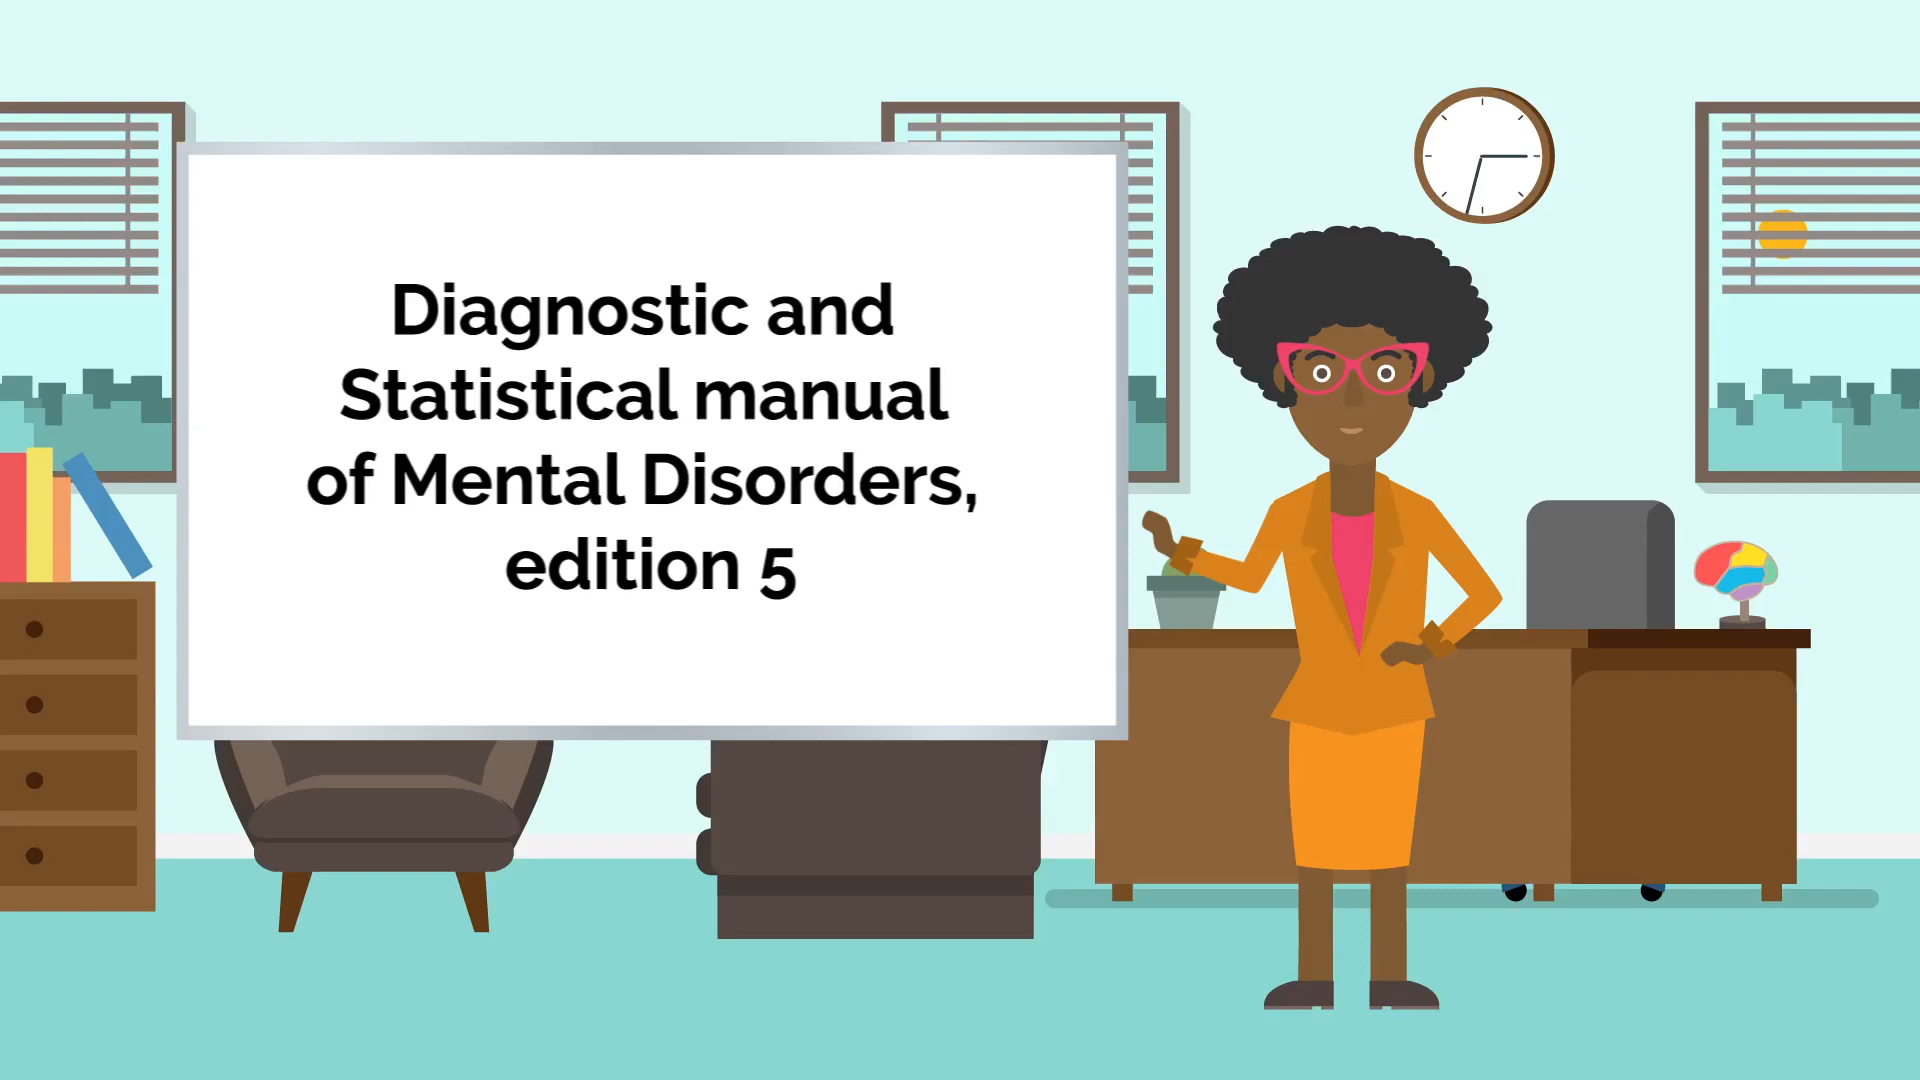 Diagnostic and
Statistical manual
of Mental Disorders,
edition 5